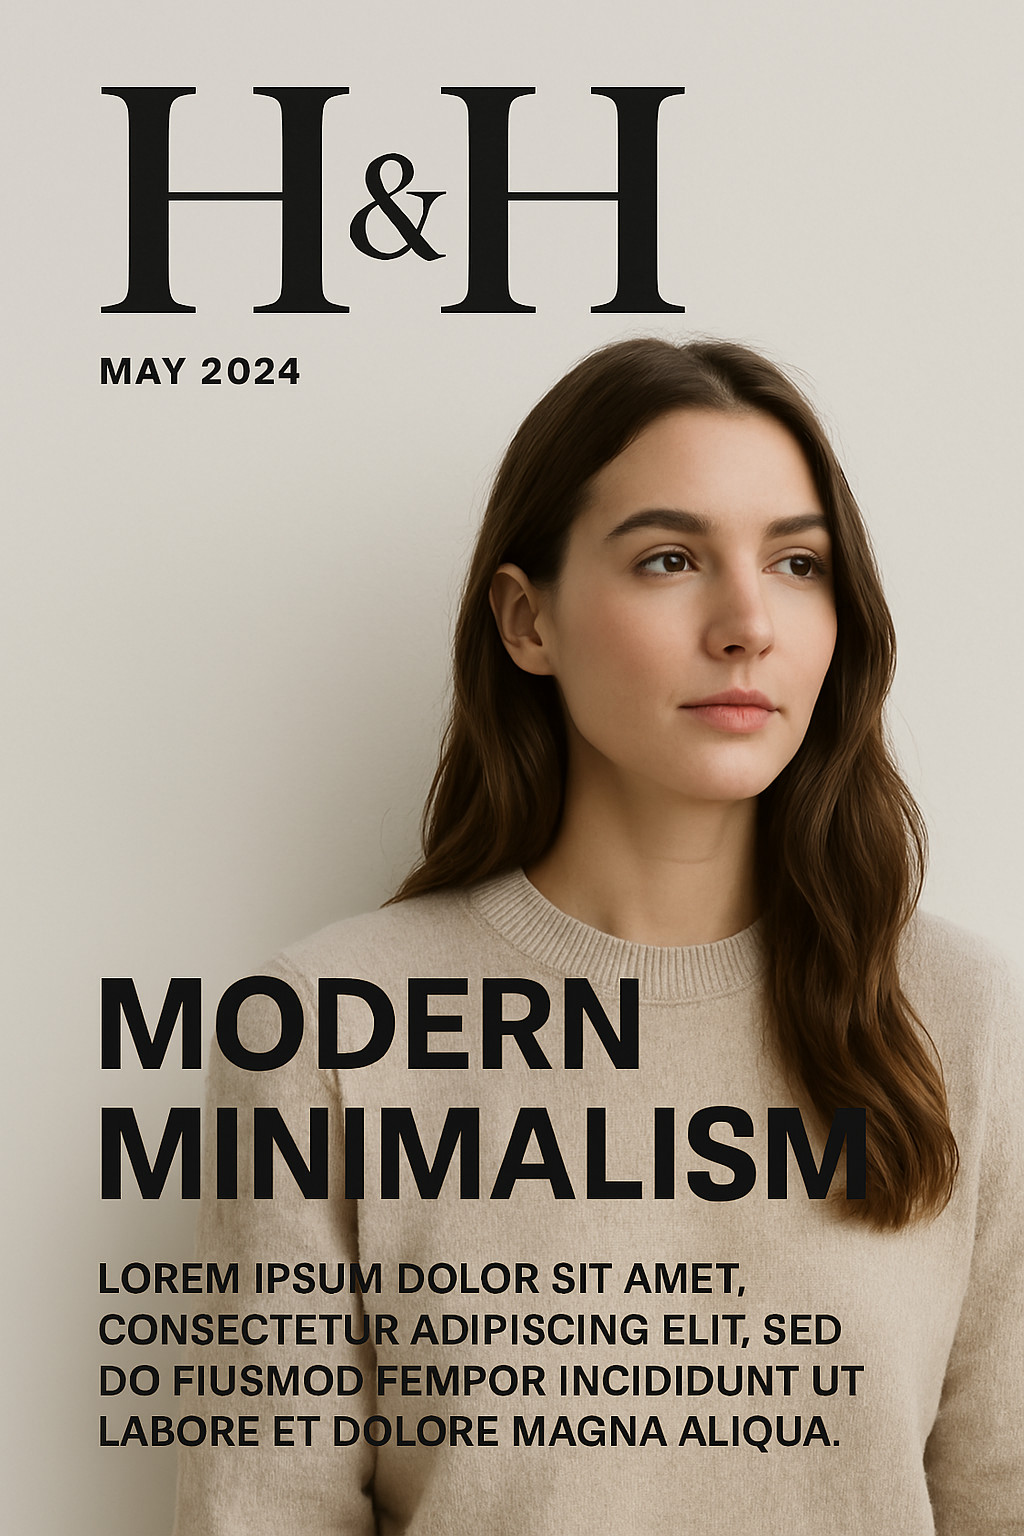 H&H
MAY 2024
MODERN
MINIMALISM
LOREM IPSUM DOLOR SIT AMET,
CONSECTETUR ADIPISCING ELIT, SED
DO FIUSMOD FEMPOR INCIDIDUNT UT
LABORE ET DOLORE MAGNA ALIQUA.